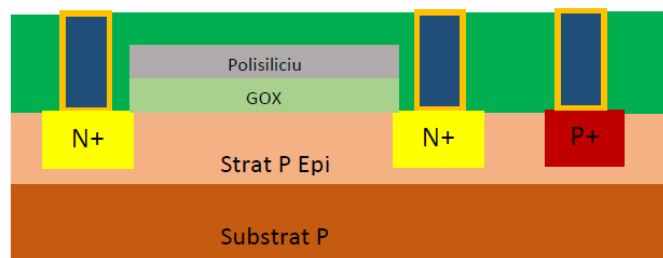 Polisiliciu
GOX
N+
N+
P+
Strat P Epi
Substrat P